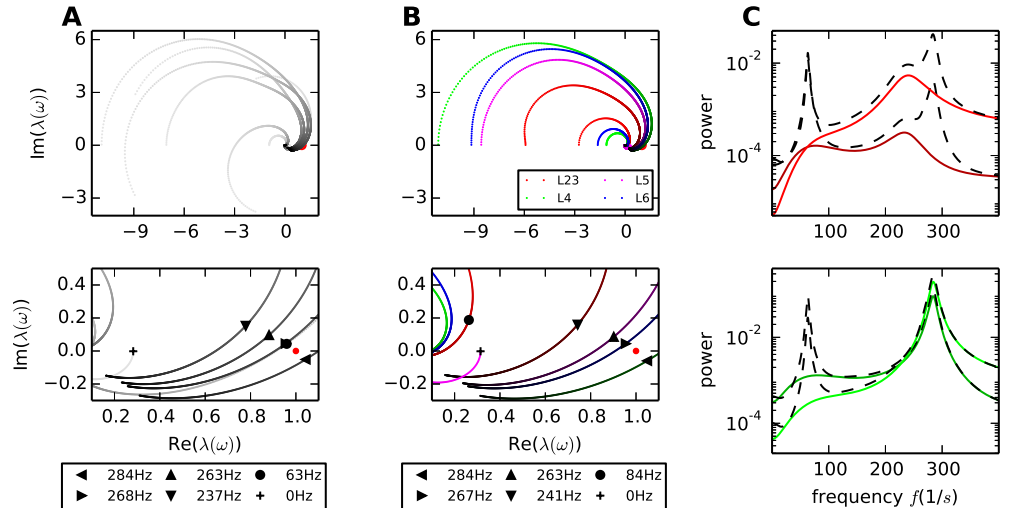 A
B
C
6
3
0
−3
Im(λ(ω))
−9
−6
−3
0
L23
L4
L5
L6
−9
−6
−3
0
power
10⁻²
10⁻⁴
100
200
300
0.4
0.2
0.0
−0.2
Im(λ(ω))
0.2
0.4
0.6
0.8
1.0
Re(λ(ω))
284Hz
263Hz
63Hz
268Hz
237Hz
0Hz
0.4
0.2
0.0
−0.2
0.2
0.4
0.6
0.8
1.0
Re(λ(ω))
284Hz
263Hz
84Hz
267Hz
241Hz
0Hz
power
10⁻²
10⁻⁴
100
200
300
frequency f(1/s)